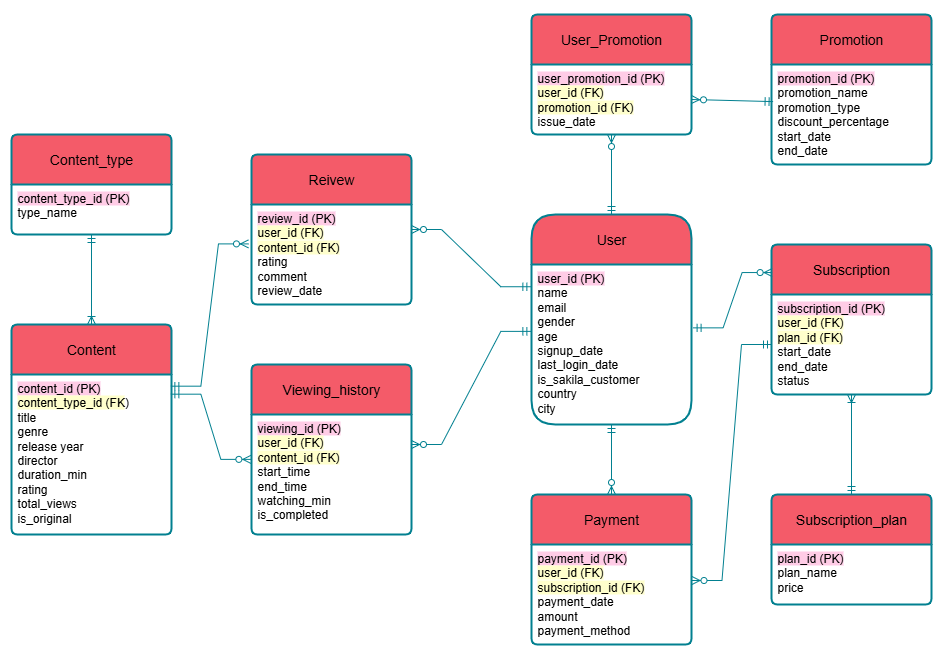 User_Promotion
user_promotion_id (PK)
user_id (FK)
promotion_id (FK)
issue_date
Promotion
promotion_id (PK)
promotion_name
promotion_type
discount_percentage
start_date
end_date
Content_type
content_type_id (PK)
type_name
Reivew
review_id (PK)
user_id (FK)
content_id (FK)
rating
comment
review_date
User
user_id (PK)
name
email
gender
age
signup_date
last_login_date
is_sakila_customer
country
city
Subscription
subscription_id (PK)
user_id (FK)
plan_id (FK)
start_date
end_date
status
Content
content_id (PK)
content_type_id (FK)
title
genre
release year
director
duration_min
rating
total_views
is_original
Viewing_history
viewing_id (PK)
user_id (FK)
content_id (FK)
start_time
end_time
watching_min
is_completed
Payment
payment_id (PK)
user_id (FK)
subscription_id (FK)
payment_date
amount
payment_method
Subscription_plan
plan_id (PK)
plan_name
price